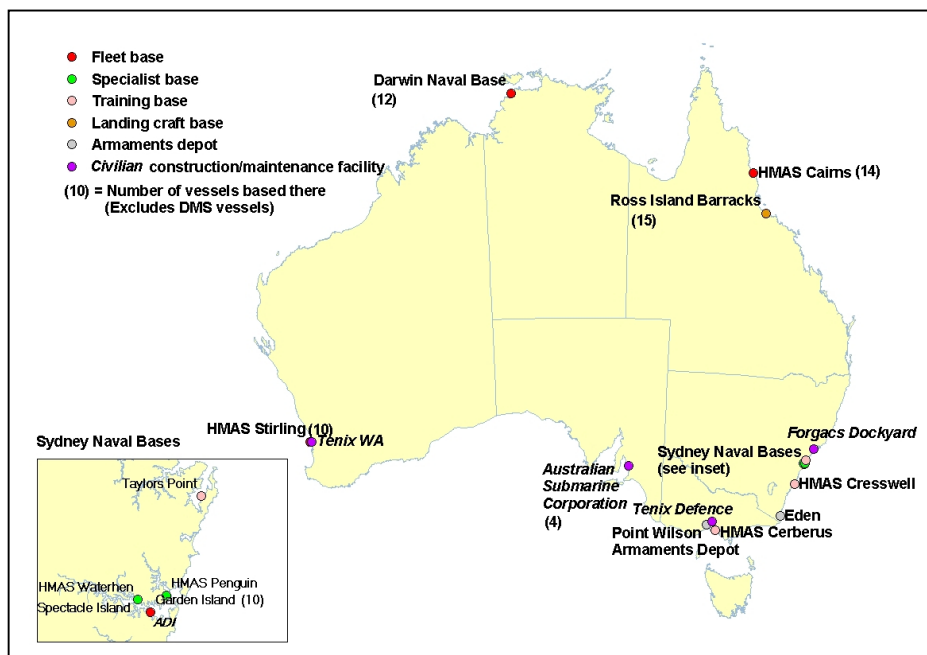 Fleet base
Specialist base
Training base
Landing craft base
Armaments depot
Civilian construction/maintenance facility
(10) = Number of vessels based there
(Excludes DMS vessels)
Darwin Naval Base
(12)
HMAS Cairns (14)
Ross Island Barracks
(15)
HMAS Stirling (10)
Tenix WA
Forgacs Dockyard
Sydney Naval Bases
(see inset)
Australian
Submarine
Corporation
(4)
HMAS Cresswell
Tenix Defence
Eden
Point Wilson
Armaments Depot
HMAS Cerberus
Sydney Naval Bases
Taylors Point
HMAS Waterhen
HMAS Penguin
Spectacle Island
Garden Island (10)
ADI